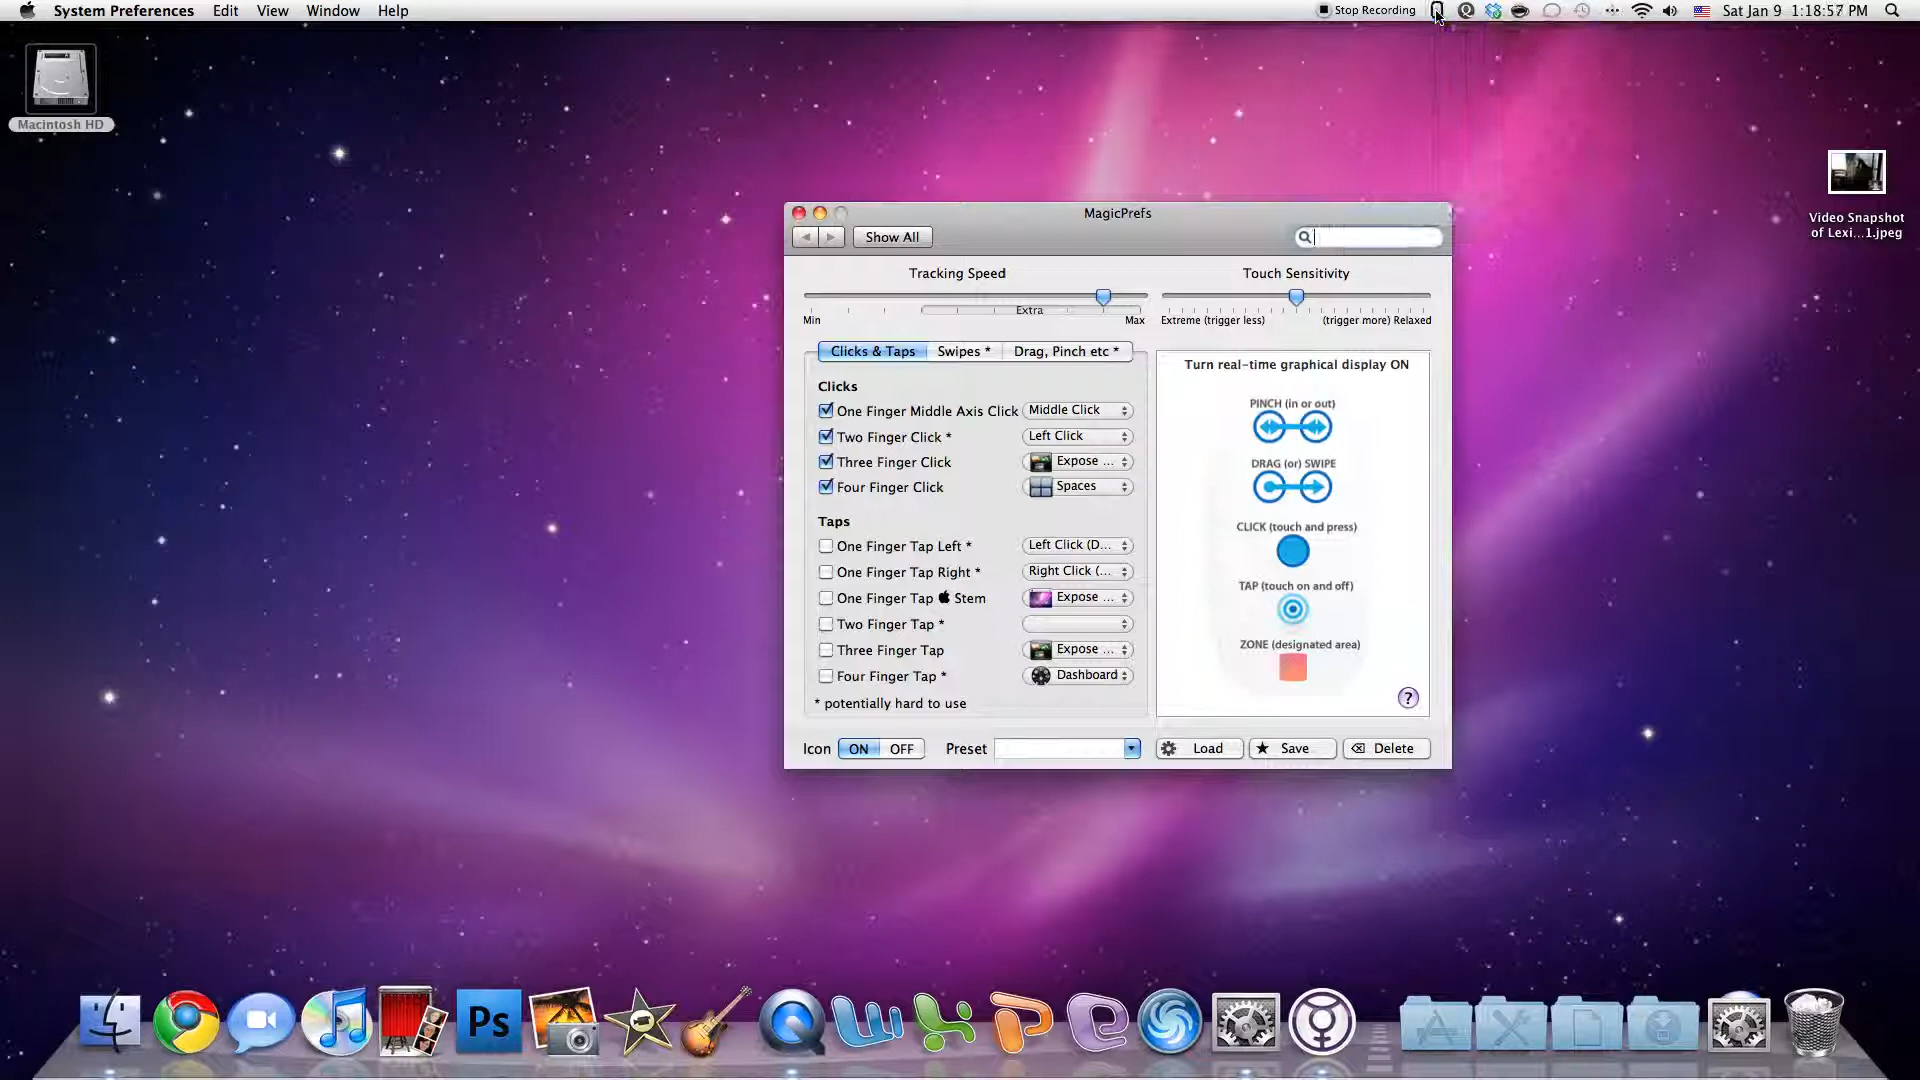 System Preferences Edit View Window Help
Stop Recording
Sat Jan 9 1:18:57 PM
Macintosh HD
Video Snapshot
of Lexi...1.jpeg
MagicPrefs
Show All
Tracking Speed
Extra
Min
Max
Touch Sensitivity
Extreme (trigger less)
(trigger more) Relaxed
Clicks & Taps
Swipes *
Drag, Pinch etc *
Clicks
One Finger Middle Axis Click Middle Click
Two Finger Click * Left Click
Three Finger Click Expose ...
Four Finger Click Spaces
Taps
One Finger Tap Left * Left Click (D...
One Finger Tap Right * Right Click (...
One Finger Tap Stem Expose ...
Two Finger Tap *
Three Finger Tap Expose ...
Four Finger Tap * Dashboard
* potentially hard to use
Turn real-time graphical display ON
PINCH (in or out)
DRAG (or) SWIPE
CLICK (touch and press)
TAP (touch on and off)
ZONE (designated area)
?
Icon ON OFF
Preset
Load
Save
Delete
Ps